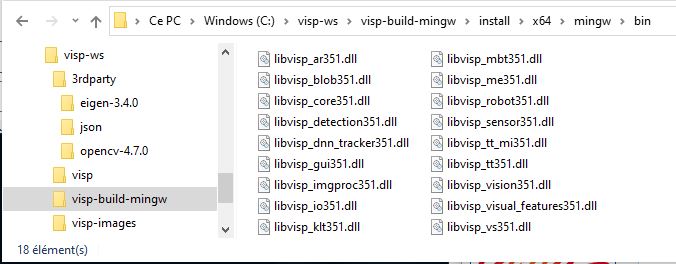 Ce PC > Windows (C:) > visp-ws > visp-build-mingw > install > x64 > mingw > bin
visp-ws
3rdparty
eigen-3.4.0
json
opencv-4.7.0
visp
visp-build-mingw
visp-images
libvisp_ar351.dll
libvisp_blob351.dll
libvisp_core351.dll
libvisp_detection351.dll
libvisp_dnn_tracker351.dll
libvisp_gui351.dll
libvisp_imgproc351.dll
libvisp_io351.dll
libvisp_klt351.dll
libvisp_mbt351.dll
libvisp_me351.dll
libvisp_robot351.dll
libvisp_sensor351.dll
libvisp_tt_mi351.dll
libvisp_tt351.dll
libvisp_vision351.dll
libvisp_visual_features351.dll
libvisp_vs351.dll
18 élément(s)